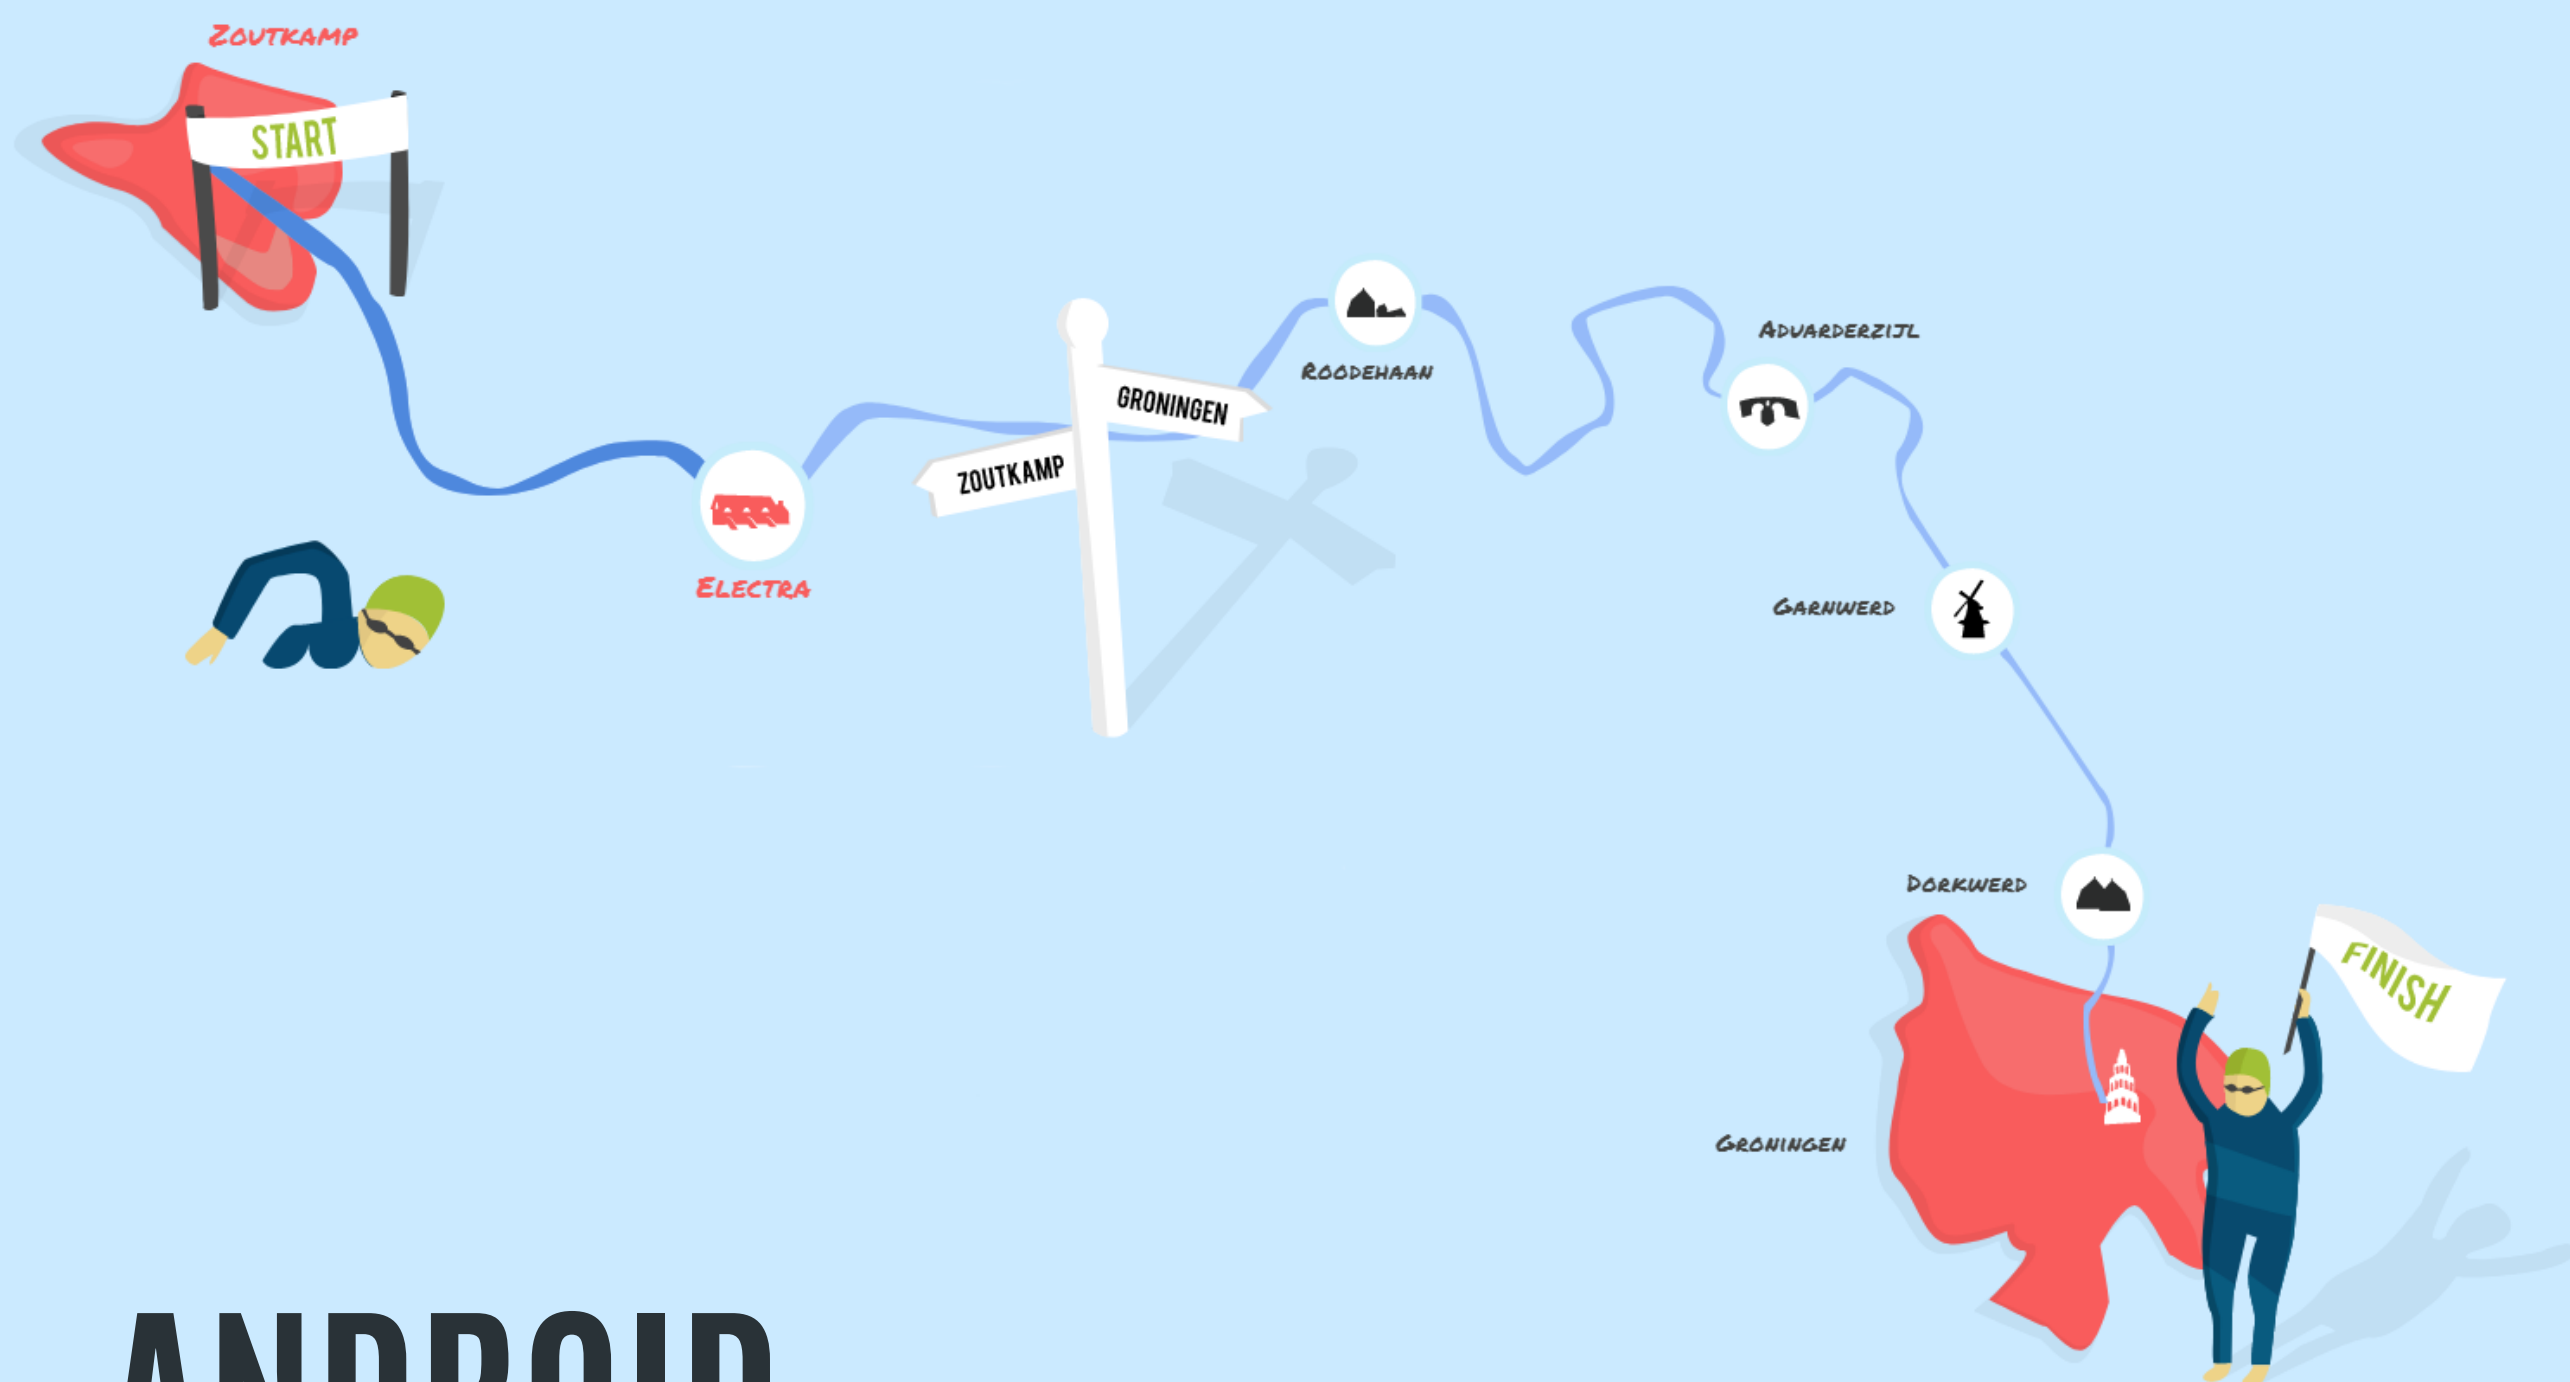 ZOUTKAMP
START
ROODEHAAN
ADUARDERZIJL
GRONINGEN
ZOUTKAMP
ELECTRA
GARNWERD
DORKWERD
FINISH
GRONINGEN
ANDROID